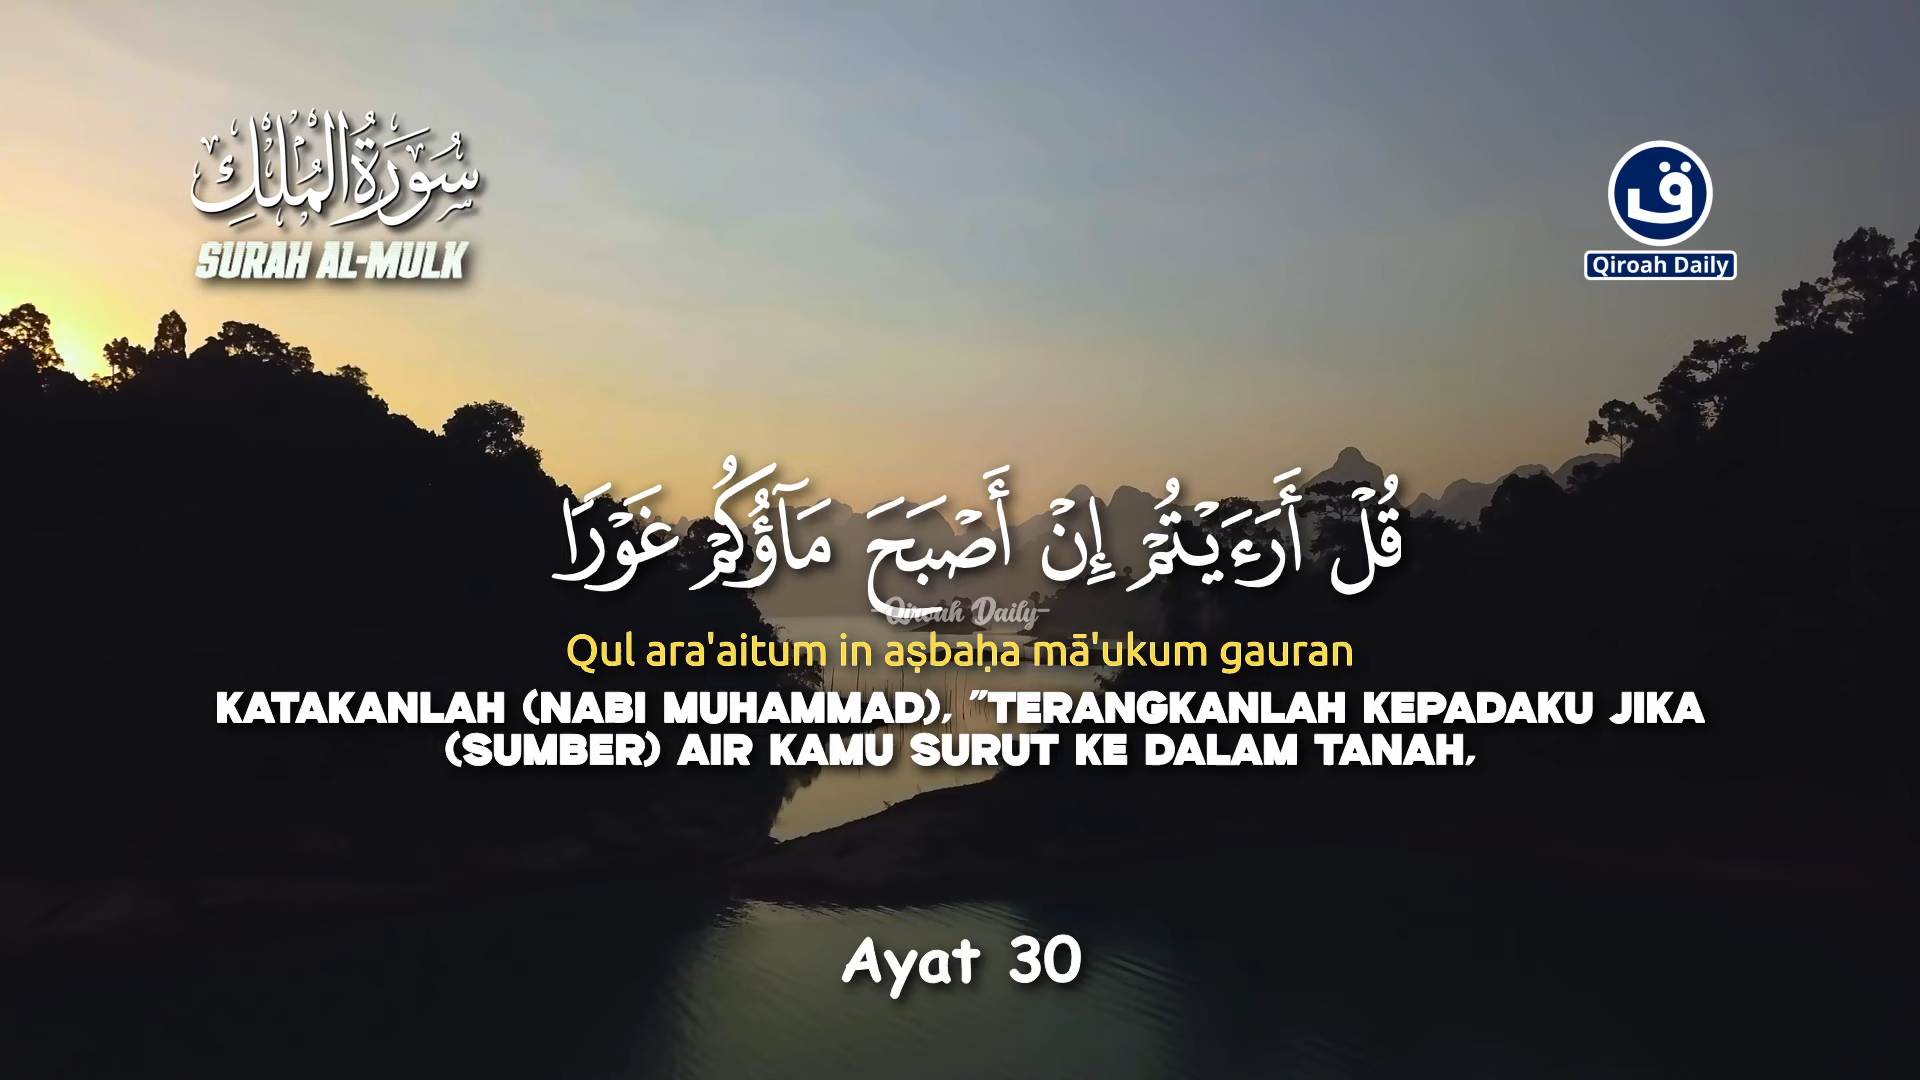 سُورَةُ الْمُلْكِ
SURAH AL-MULK
ق
Qiroah Daily
قُلْ أَرَءَيْتُمْ إِنْ أَصْبَحَ مَآؤُكُمْ غَوْرًا
-Qiroah Daily-
Qul ara'aitum in aṣbaḥa mā'ukum gauran
KATAKANLAH (NABI MUHAMMAD), "TERANGKANLAH KEPADAKU JIKA
(SUMBER) AIR KAMU SURUT KE DALAM TANAH,
Ayat 30